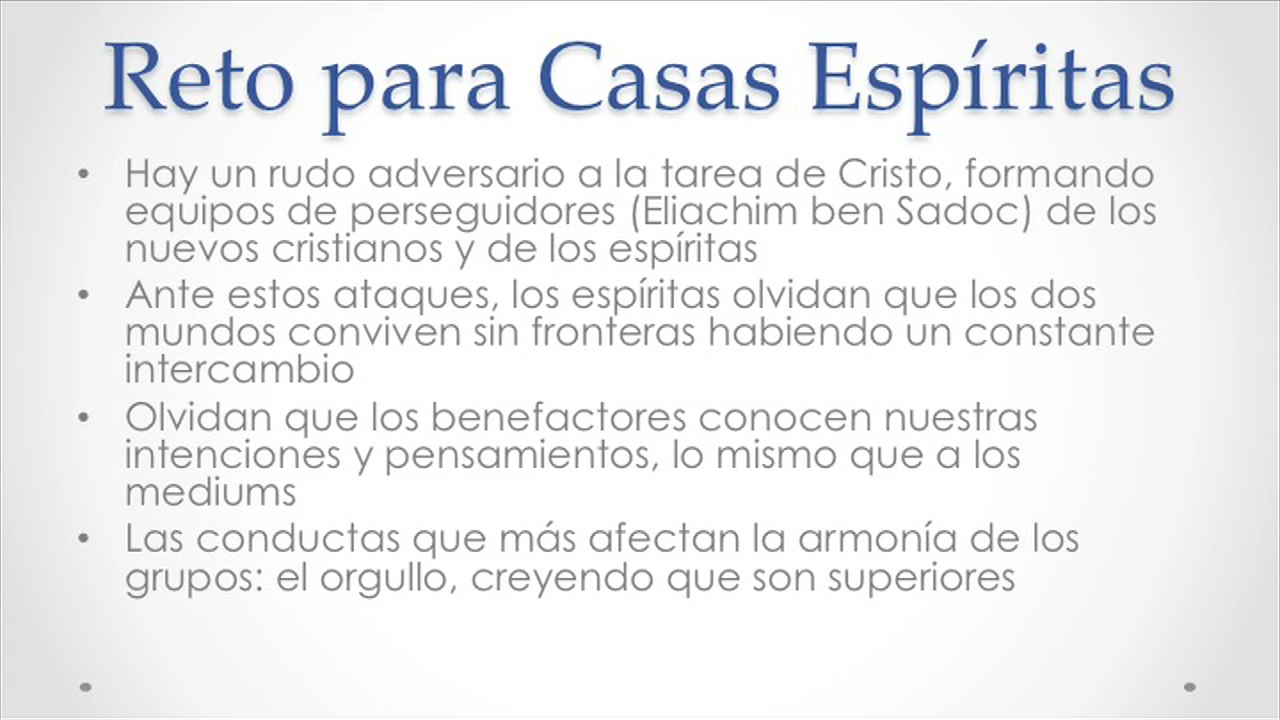 Reto para Casas Espíritas
• Hay un rudo adversario a la tarea de Cristo, formando
equipos de perseguidores (Eliachim ben Sadoc) de los
nuevos cristianos y de los espíritas
• Ante estos ataques, los espíritas olvidan que los dos
mundos conviven sin fronteras habiendo un constante
intercambio
• Olvidan que los benefactores conocen nuestras
intenciones y pensamientos, lo mismo que a los
mediums
• Las conductas que más afectan la armonía de los
grupos: el orgullo, creyendo que son superiores